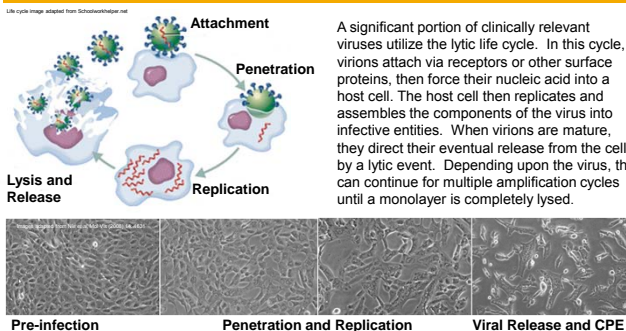 Life cycle image adapted from Schoolworkhelper.net
Attachment
Penetration
Replication
Lysis and
Release
A significant portion of clinically relevant
viruses utilize the lytic life cycle. In this cycle,
virions attach via receptors or other surface
proteins, then force their nucleic acid into a
host cell. The host cell then replicates and
assembles the components of the virus into
infective entities. When virions are mature,
they direct their eventual release from the cell
by a lytic event. Depending upon the virus, th
can continue for multiple amplification cycles
until a monolayer is completely lysed.
Images adapted from
Pre-infection
Penetration and Replication
Viral Release and CPE